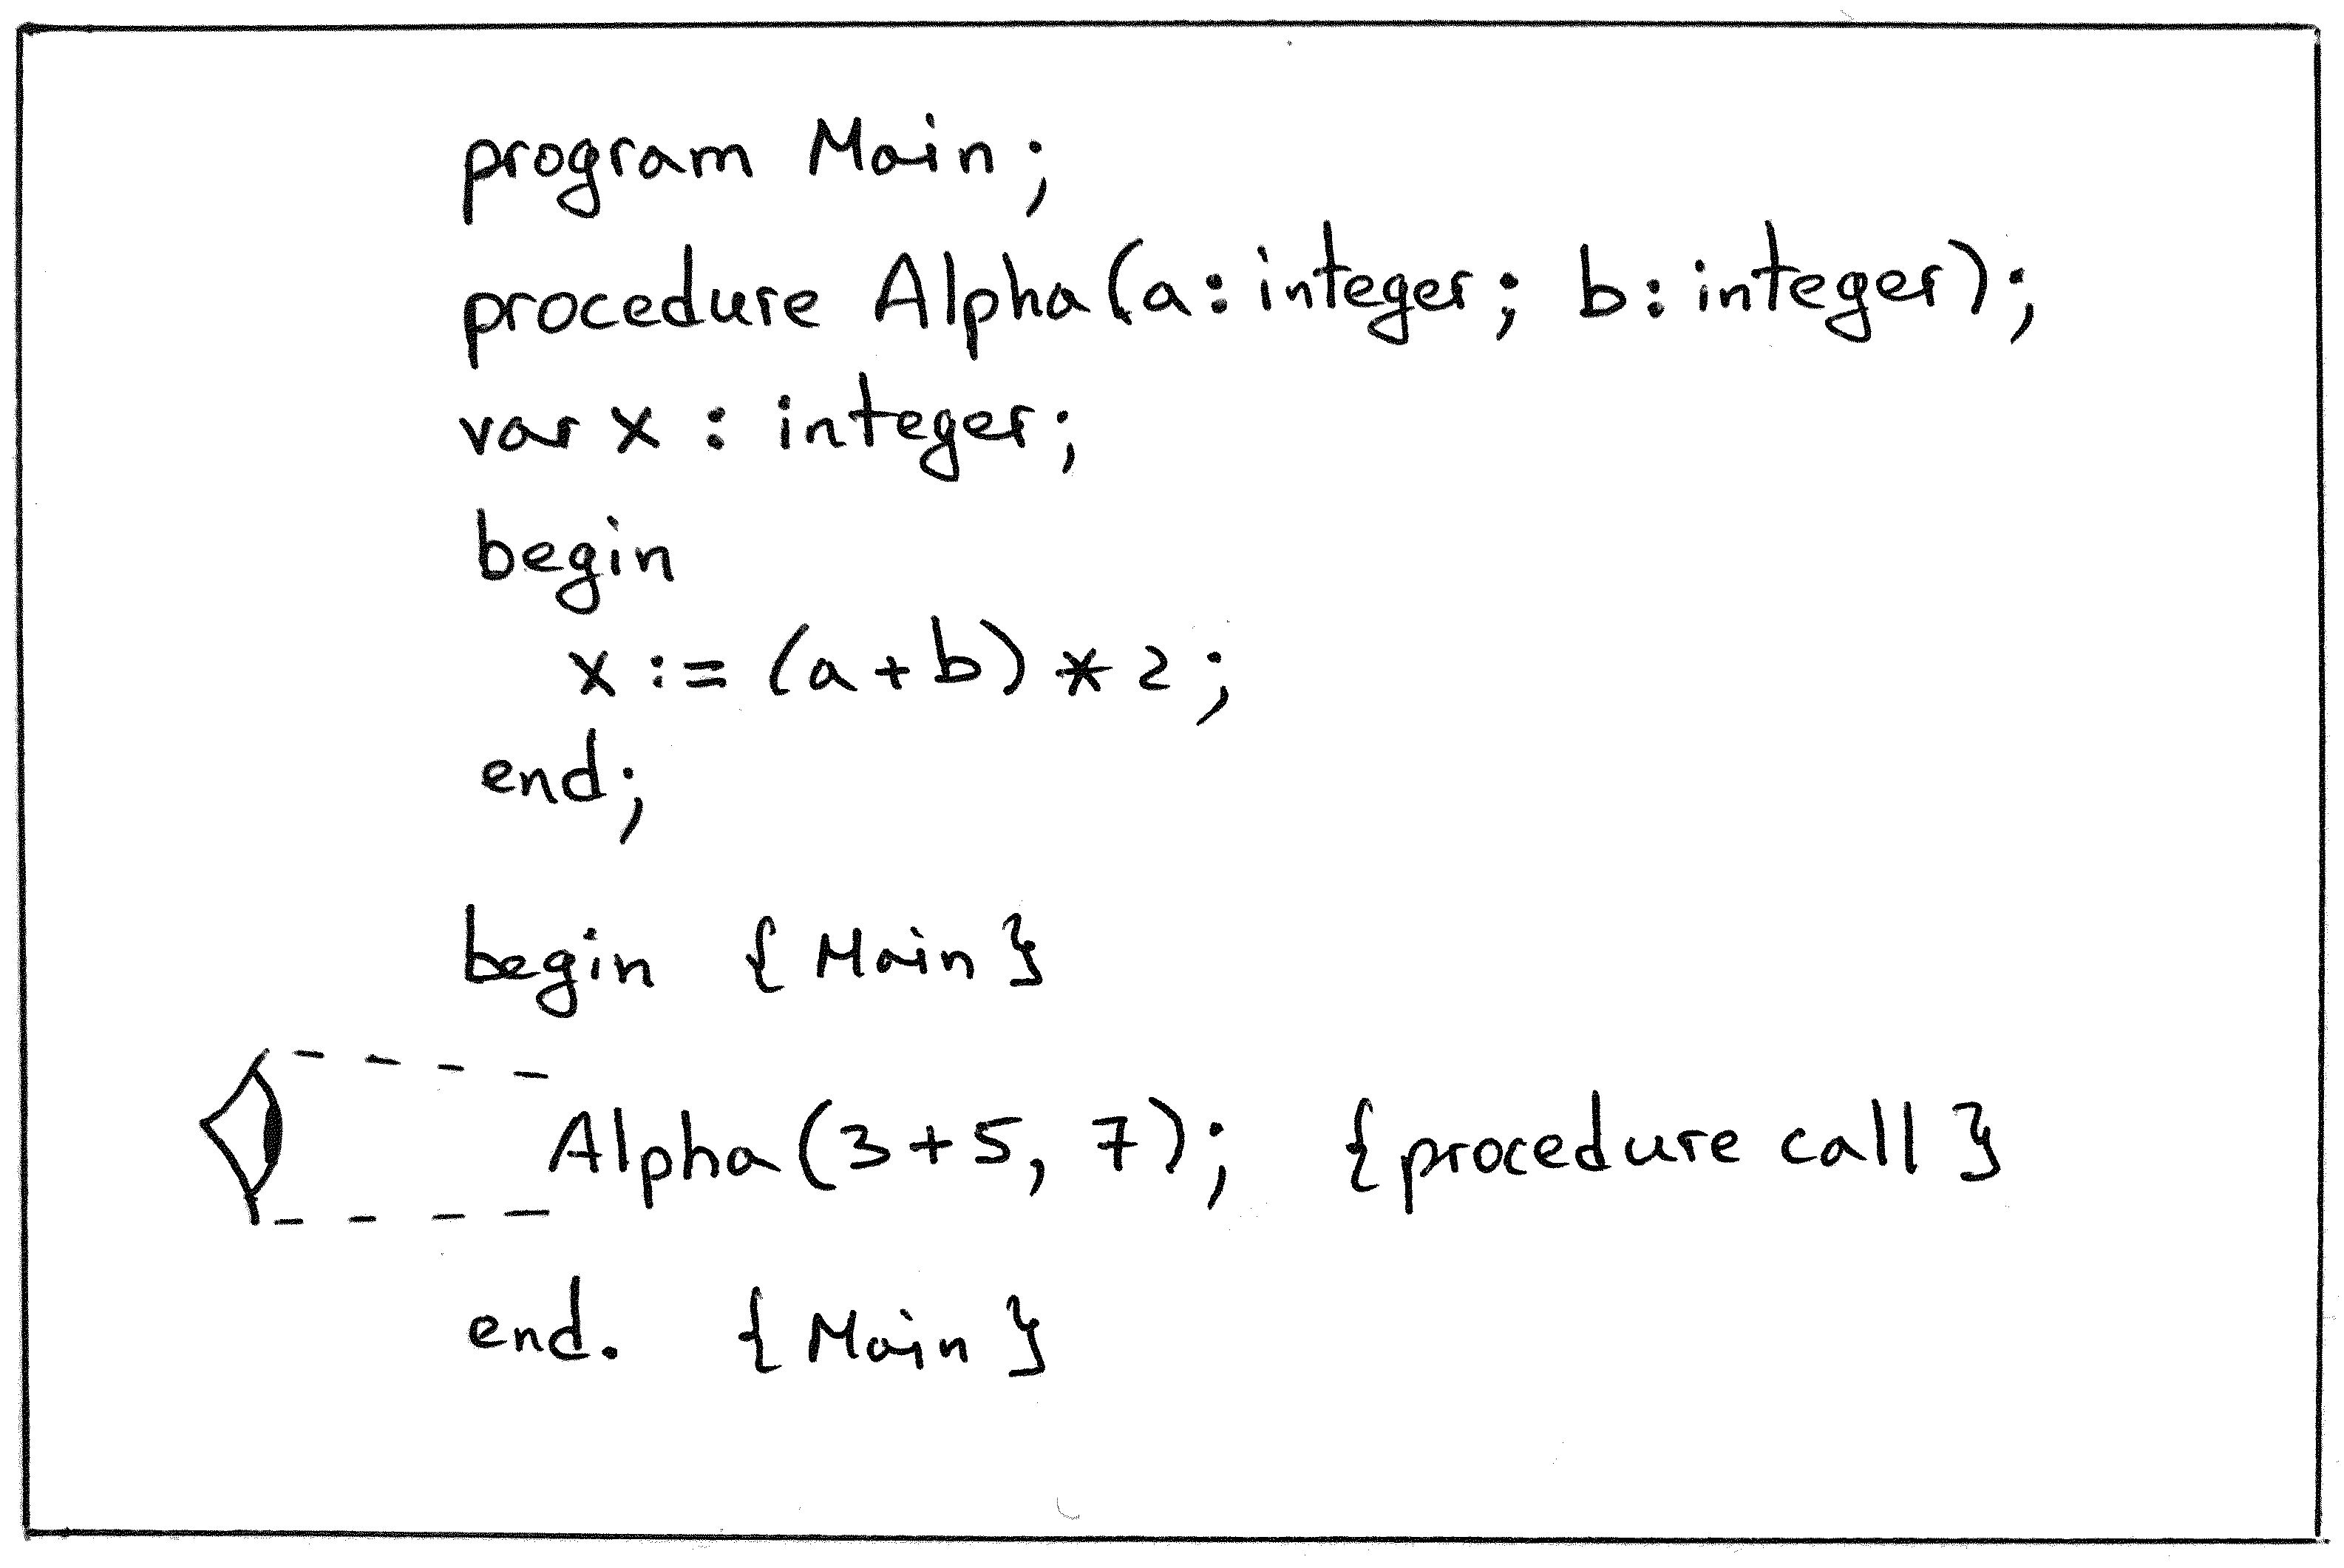 program Main;
procedure Alpha(a: integer; b: integer);
var x : integer;
begin
x := (a + b) * 2;
end;
begin { Main }
Alpha(3+5, 7); {procedure call}
end. { Main }